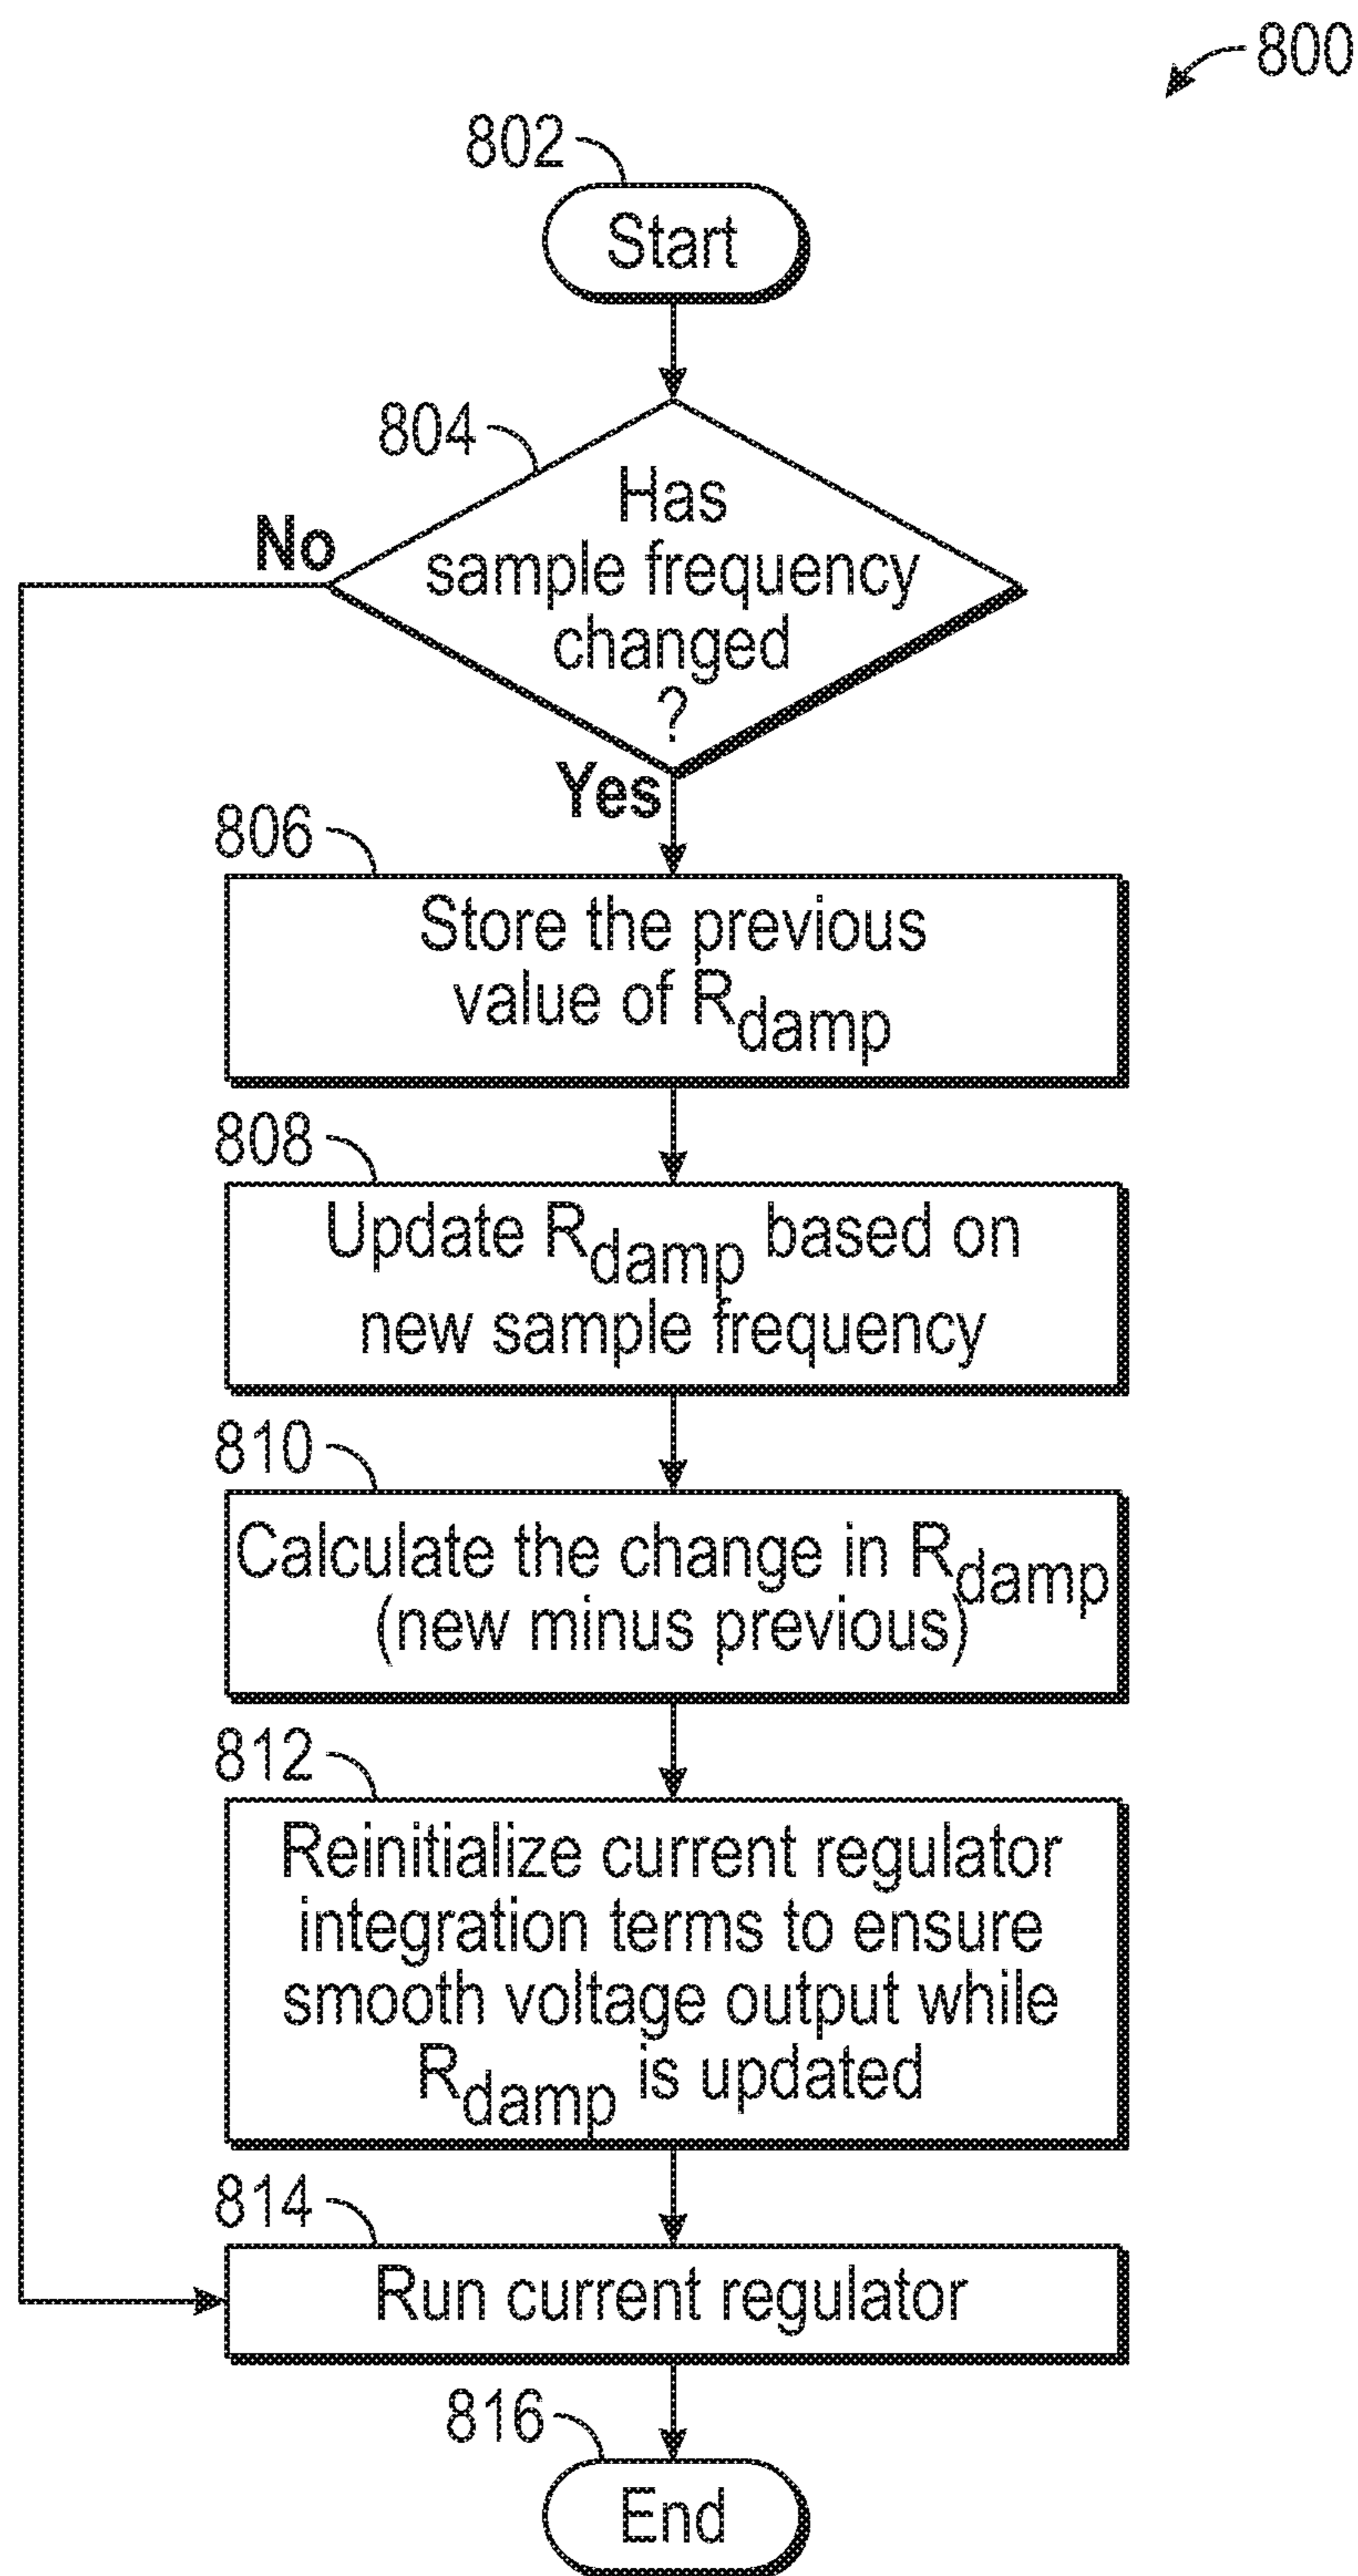 800
802
Start
804
Has
sample frequency
changed
?
No
Yes
806
Store the previous
value of Rdamp
808
Update Rdamp based on
new sample frequency
810
Calculate the change in Rdamp
(new minus previous)
812
Reinitialize current regulator
integration terms to ensure
smooth voltage output while
Rdamp is updated
814
Run current regulator
816
End